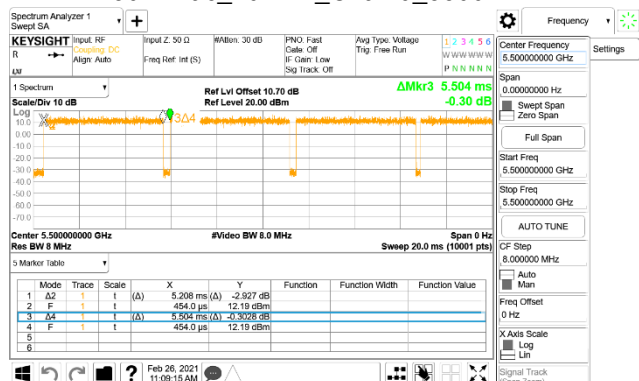 Spectrum Analyzer 1
Swept SA
Frequency
KEYSIGHT
R
Input: RF
Coupling: DC
Align: Auto
Input Z: 50 Ω
Freq Ref: Int (S)
#Atten: 30 dB
PNO: Fast
Gate: Off
IF Gain: Low
Sig Track: Off
Avg Type: Voltage
Trig: Free Run
1 2 3 4 5 6
W W W W W W
P N N N N N
LXI
1 Spectrum
Scale/Div 10 dB
Log
Ref Lvl Offset 10.70 dB
Ref Level 20.00 dBm
ΔMkr3 5.504 ms
-0.30 dB
3Δ4
10.0
0.00
-10.0
-20.0
-30.0
-40.0
-50.0
-60.0
-70.0
Center 5.500000000 GHz
Res BW 8 MHz
#Video BW 8.0 MHz
Span 0 Hz
Sweep 20.0 ms (10001 pts)
5 Marker Table
Mode Trace Scale X Y Function Function Width Function Value
1 Δ2 1 t (Δ) 5.208 ms (Δ) -2.927 dB
2 F 1 t 454.0 µs 12.19 dBm
3 Δ4 1 t (Δ) 5.504 ms (Δ) -0.3028 dB
4 F 1 t 454.0 µs 12.19 dBm
5
6
Feb 26, 2021
11:09:15 AM
Center Frequency
5.500000000 GHz
Settings
Span
0.00000000 Hz
Swept Span
Zero Span
Full Span
Start Freq
5.500000000 GHz
Stop Freq
5.500000000 GHz
AUTO TUNE
CF Step
8.000000 MHz
Auto
Man
Freq Offset
0 Hz
X Axis Scale
Log
Lin
Signal Track